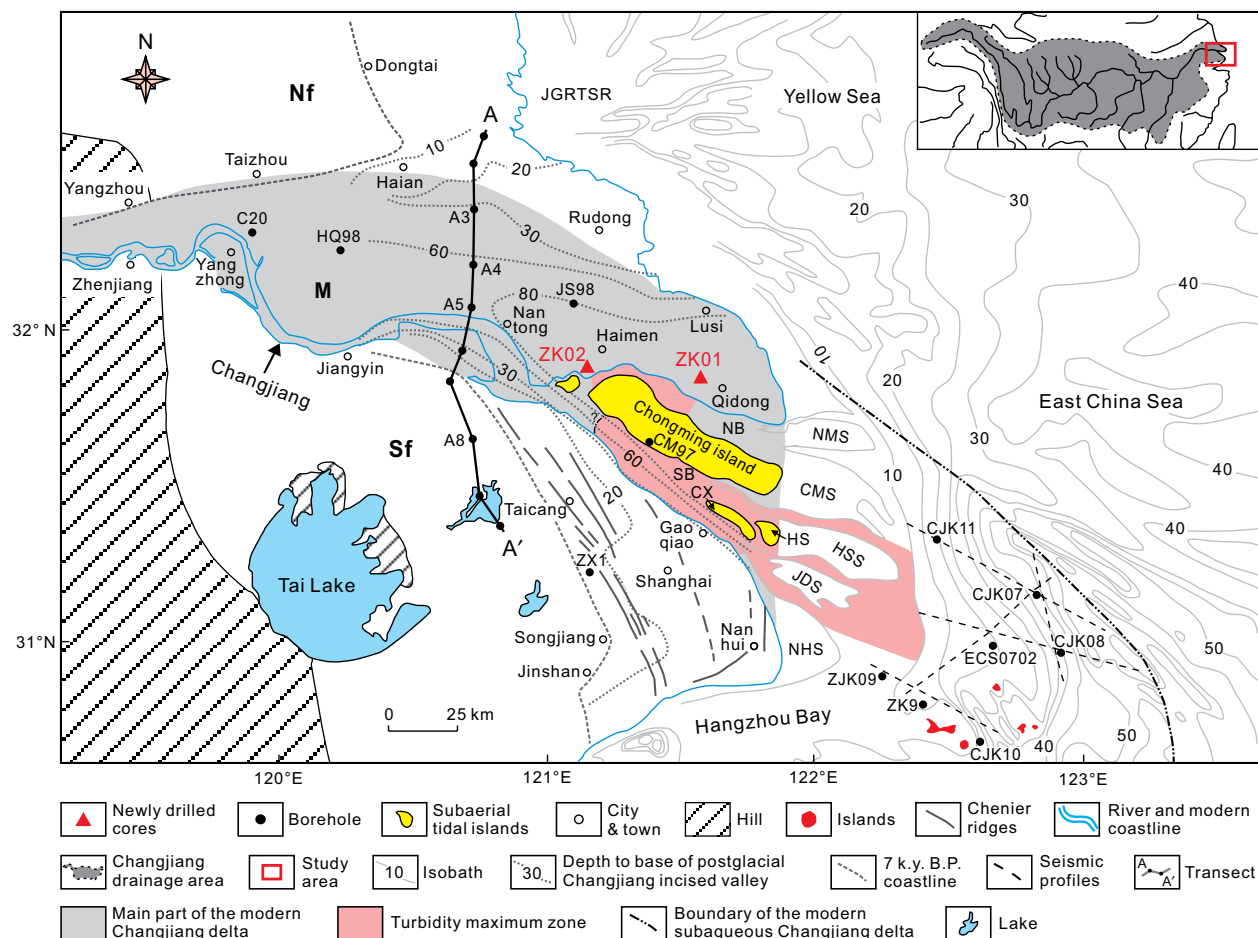 N
Dongtai
Nf
JGRTSR
Yellow Sea
A
10
20
30
Taizhou
Haian
Yangzhou
Rudong
20
C20
HQ98
A3
30
60
A4
40
Yang
zhong
Zhenjiang
M
A5
80
JS98
Nan
tong
Lusi
Haimen
32° N
10
Changjiang
Jiangyin
30
ZK02
ZK01
20
Qidong
East China Sea
Chongming island
NB
NMS
30
CM97
Sf
A8
60
SB
10
CMS
40
CX
20
Taicang
Gao
qiao
HS
HSS
CJK11
40
A′
ZX1
Shanghai
JDS
CJK07
Tai Lake
31° N
Songjiang
Nan
hui
NHS
ECS0702
CJK08
50
Jinshan
ZJK09
ZK9
0 25 km
Hangzhou Bay
CJK10
40
50
120°E
121°E
122°E
123°E
Newly drilled
cores
Borehole
Subaerial
tidal islands
City
& town
Hill
Islands
Chenier
ridges
River and modern
coastline
Changjiang
drainage area
Study
area
10
Isobath
30
Depth to base of postglacial
Changjiang incised valley
7 k.y. B.P.
coastline
Seismic
profiles
A
A′
Transect
Main part of the modern
Changjiang delta
Turbidity maximum zone
Boundary of the modern
subaqueous Changjiang delta
Lake